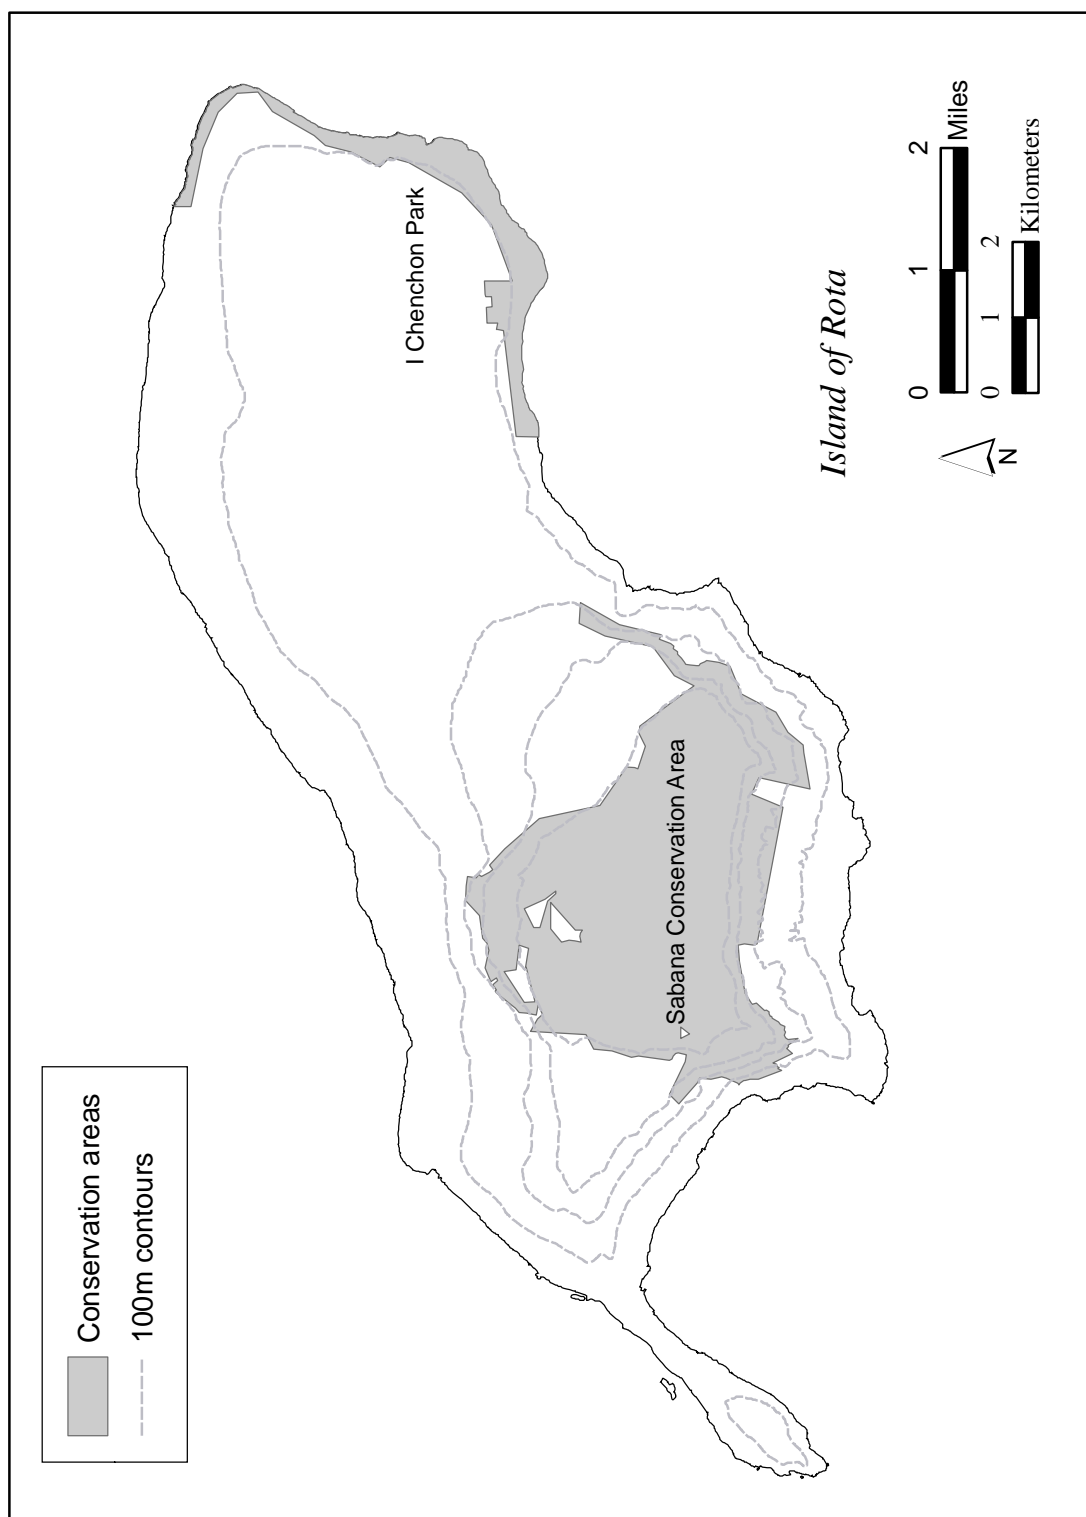 Conservation areas
100m contours
I Chenchon Park
Sabana Conservation Area
Island of Rota
0 1 2
Miles
0 1 2
Kilometers
N